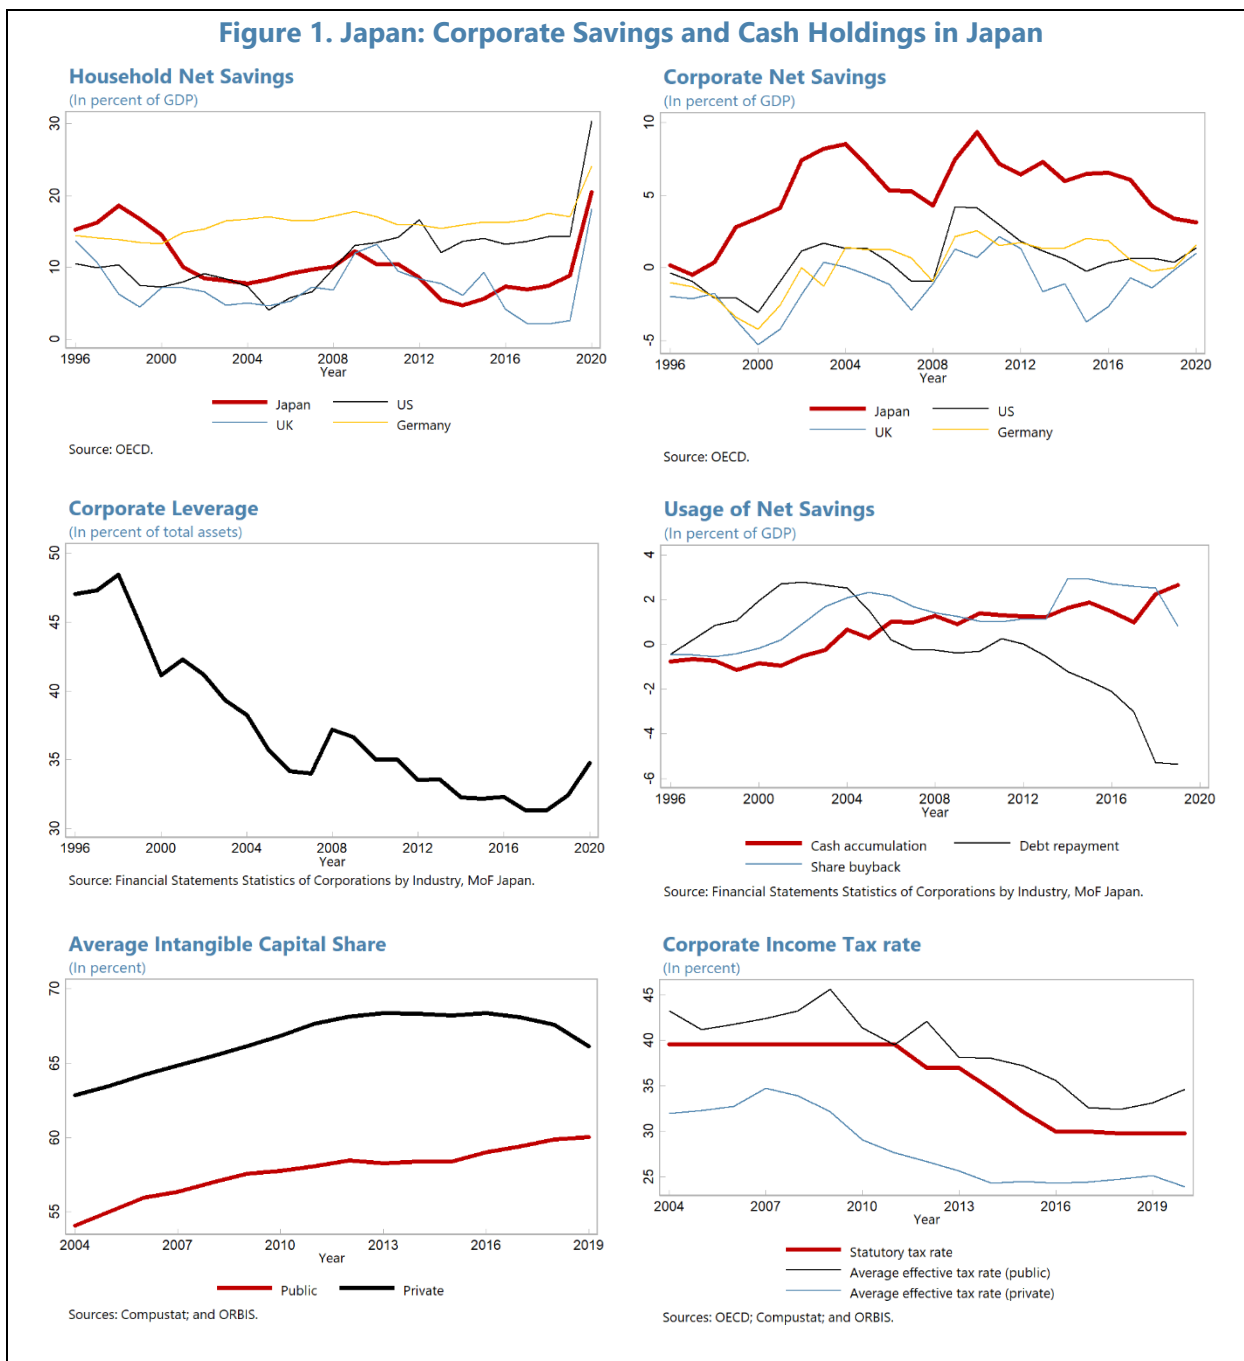 Figure 1. Japan: Corporate Savings and Cash Holdings in Japan
Household Net Savings
(In percent of GDP)
30
20
10
0
1996 2000 2004 2008 2012 2016 2020
Year
Japan US
UK Germany
Source: OECD.
Corporate Net Savings
(In percent of GDP)
10
5
0
-5
1996 2000 2004 2008 2012 2016 2020
Year
Japan US
UK Germany
Source: OECD.
Corporate Leverage
(In percent of total assets)
50
45
40
35
30
1996 2000 2004 2008 2012 2016 2020
Year
Source: Financial Statements Statistics of Corporations by Industry, MoF Japan.
Usage of Net Savings
(In percent of GDP)
4
2
0
-2
-4
-6
1996 2000 2004 2008 2012 2016 2020
Year
Cash accumulation Debt repayment
Share buyback
Source: Financial Statements Statistics of Corporations by Industry, MoF Japan.
Average Intangible Capital Share
(In percent)
70
65
60
55
2004 2007 2010 2013 2016 2019
Year
Public Private
Sources: Compustat; and ORBIS.
Corporate Income Tax rate
(In percent)
45
40
35
30
25
2004 2007 2010 2013 2016 2019
Year
Statutory tax rate
Average effective tax rate (public)
Average effective tax rate (private)
Sources: OECD; Compustat; and ORBIS.